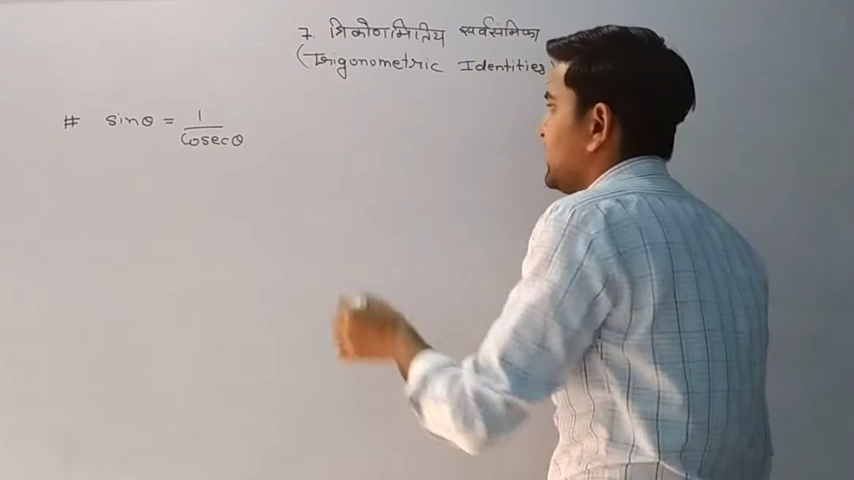 7. त्रिकोणमितिय सर्वसमिका
(Trigonometric Identities
# sinθ = 1/cosecθ